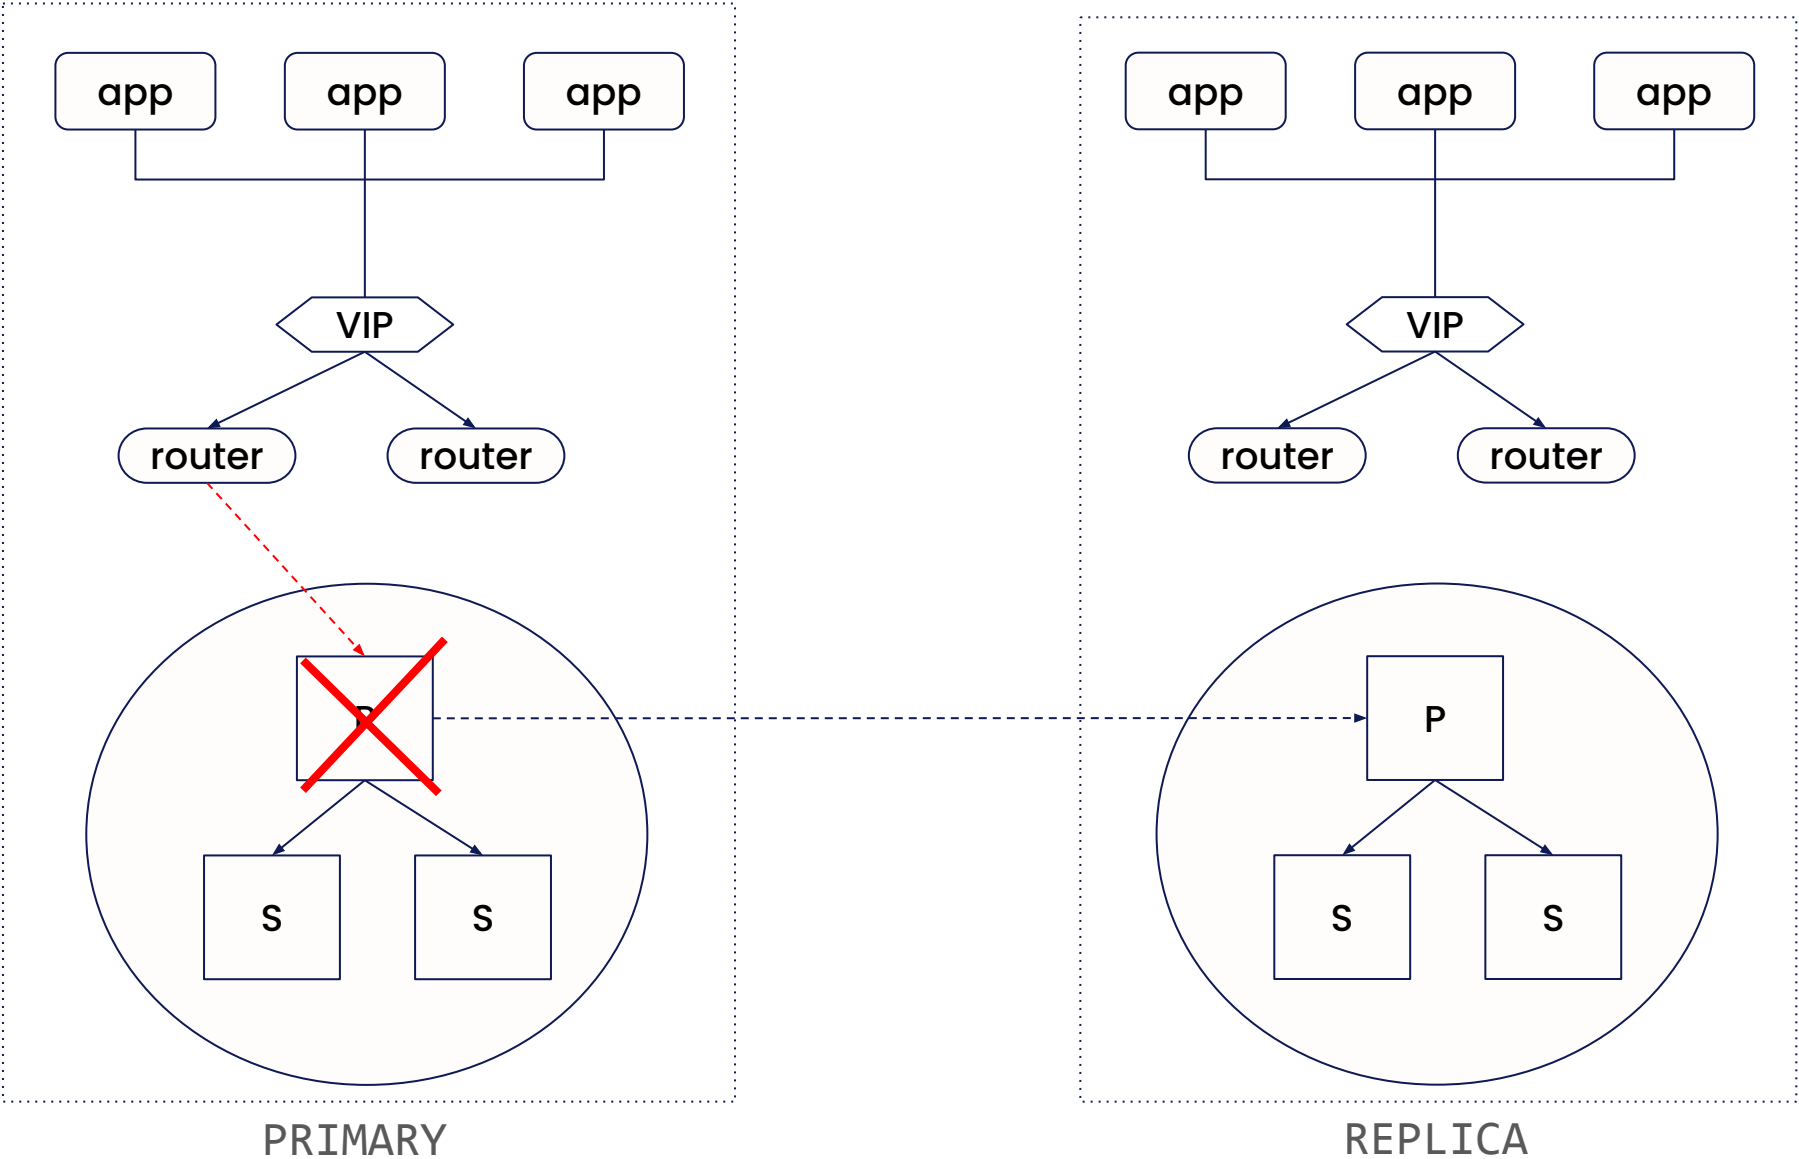 app app app
app app app
VIP
VIP
router router
router router
P
S S
S S
PRIMARY
REPLICA